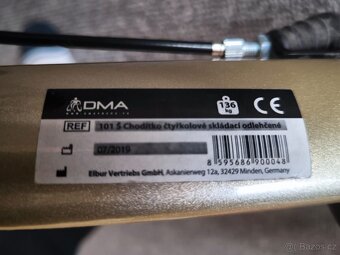 DMA
136 kg
CE
REF 101 Š-Chodítko čtyřkolové skládací odlehčené
07/2019
8 595686 900048
Elbur Vertriebs GmbH, Askanierweg 12a, 32429 Minden, Germany
Bazos.cz